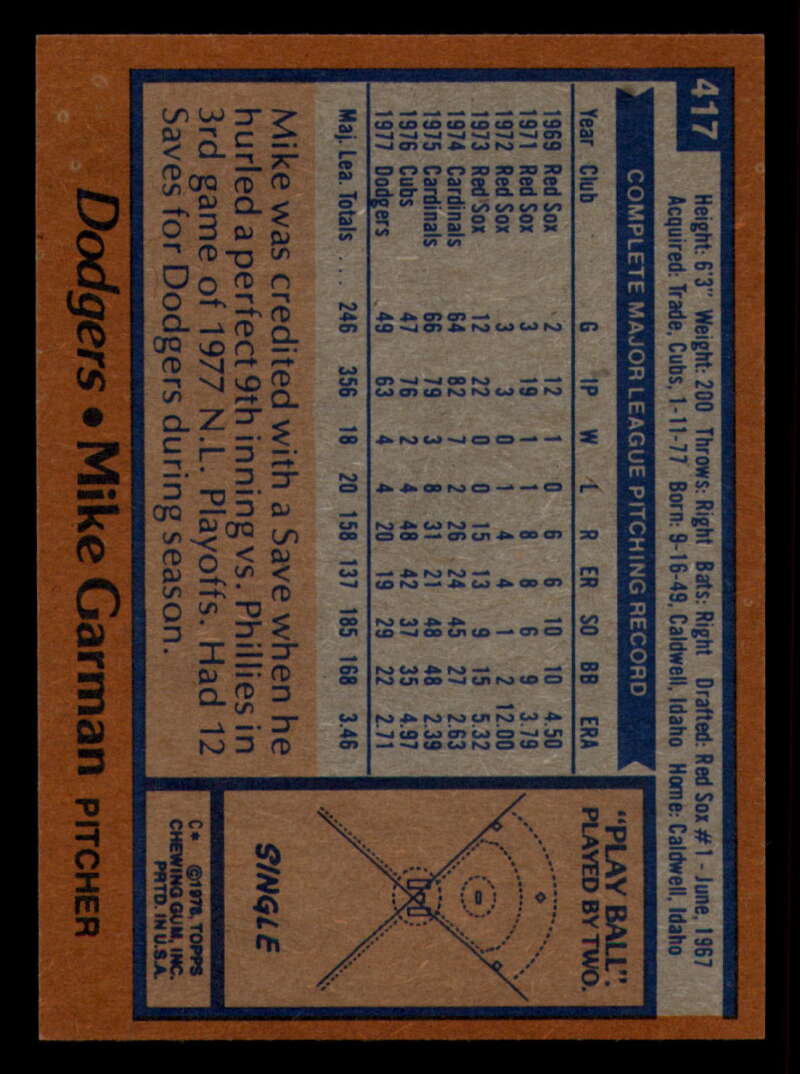 417
Height: 6'3" Weight: 200 Throws: Right Bats: Right Drafted: Red Sox #1 - June, 1967
Acquired: Trade, Cubs, 1-11-77 Born: 9-16-49, Caldwell, Idaho Home: Caldwell, Idaho
COMPLETE MAJOR LEAGUE PITCHING RECORD
Year Club G IP W L R ER SO BB ERA
1969 Red Sox 2 12 1 0 6 6 10 10 4.50
1971 Red Sox 3 19 1 1 8 8 6 9 3.79
1972 Red Sox 3 3 0 1 4 4 1 2 12.00
1973 Red Sox 12 22 0 0 15 13 9 15 5.32
1974 Cardinals 64 82 7 2 26 24 45 27 2.63
1975 Cardinals 66 79 3 8 31 21 48 48 2.39
1976 Cubs 47 76 2 4 48 42 37 35 4.97
1977 Dodgers 49 63 4 4 20 19 29 22 2.71
Maj. Lea. Totals ... 246 356 18 20 158 137 185 168 3.46
Mike was credited with a Save when he
hurled a perfect 9th inning vs. Phillies in
3rd game of 1977 N.L. Playoffs. Had 12
Saves for Dodgers during season.
"PLAY BALL".
PLAYED BY TWO.
SINGLE
C* ©1978, TOPPS
CHEWING GUM, INC.
PRTD. IN U.S.A.
Dodgers • Mike Garman PITCHER